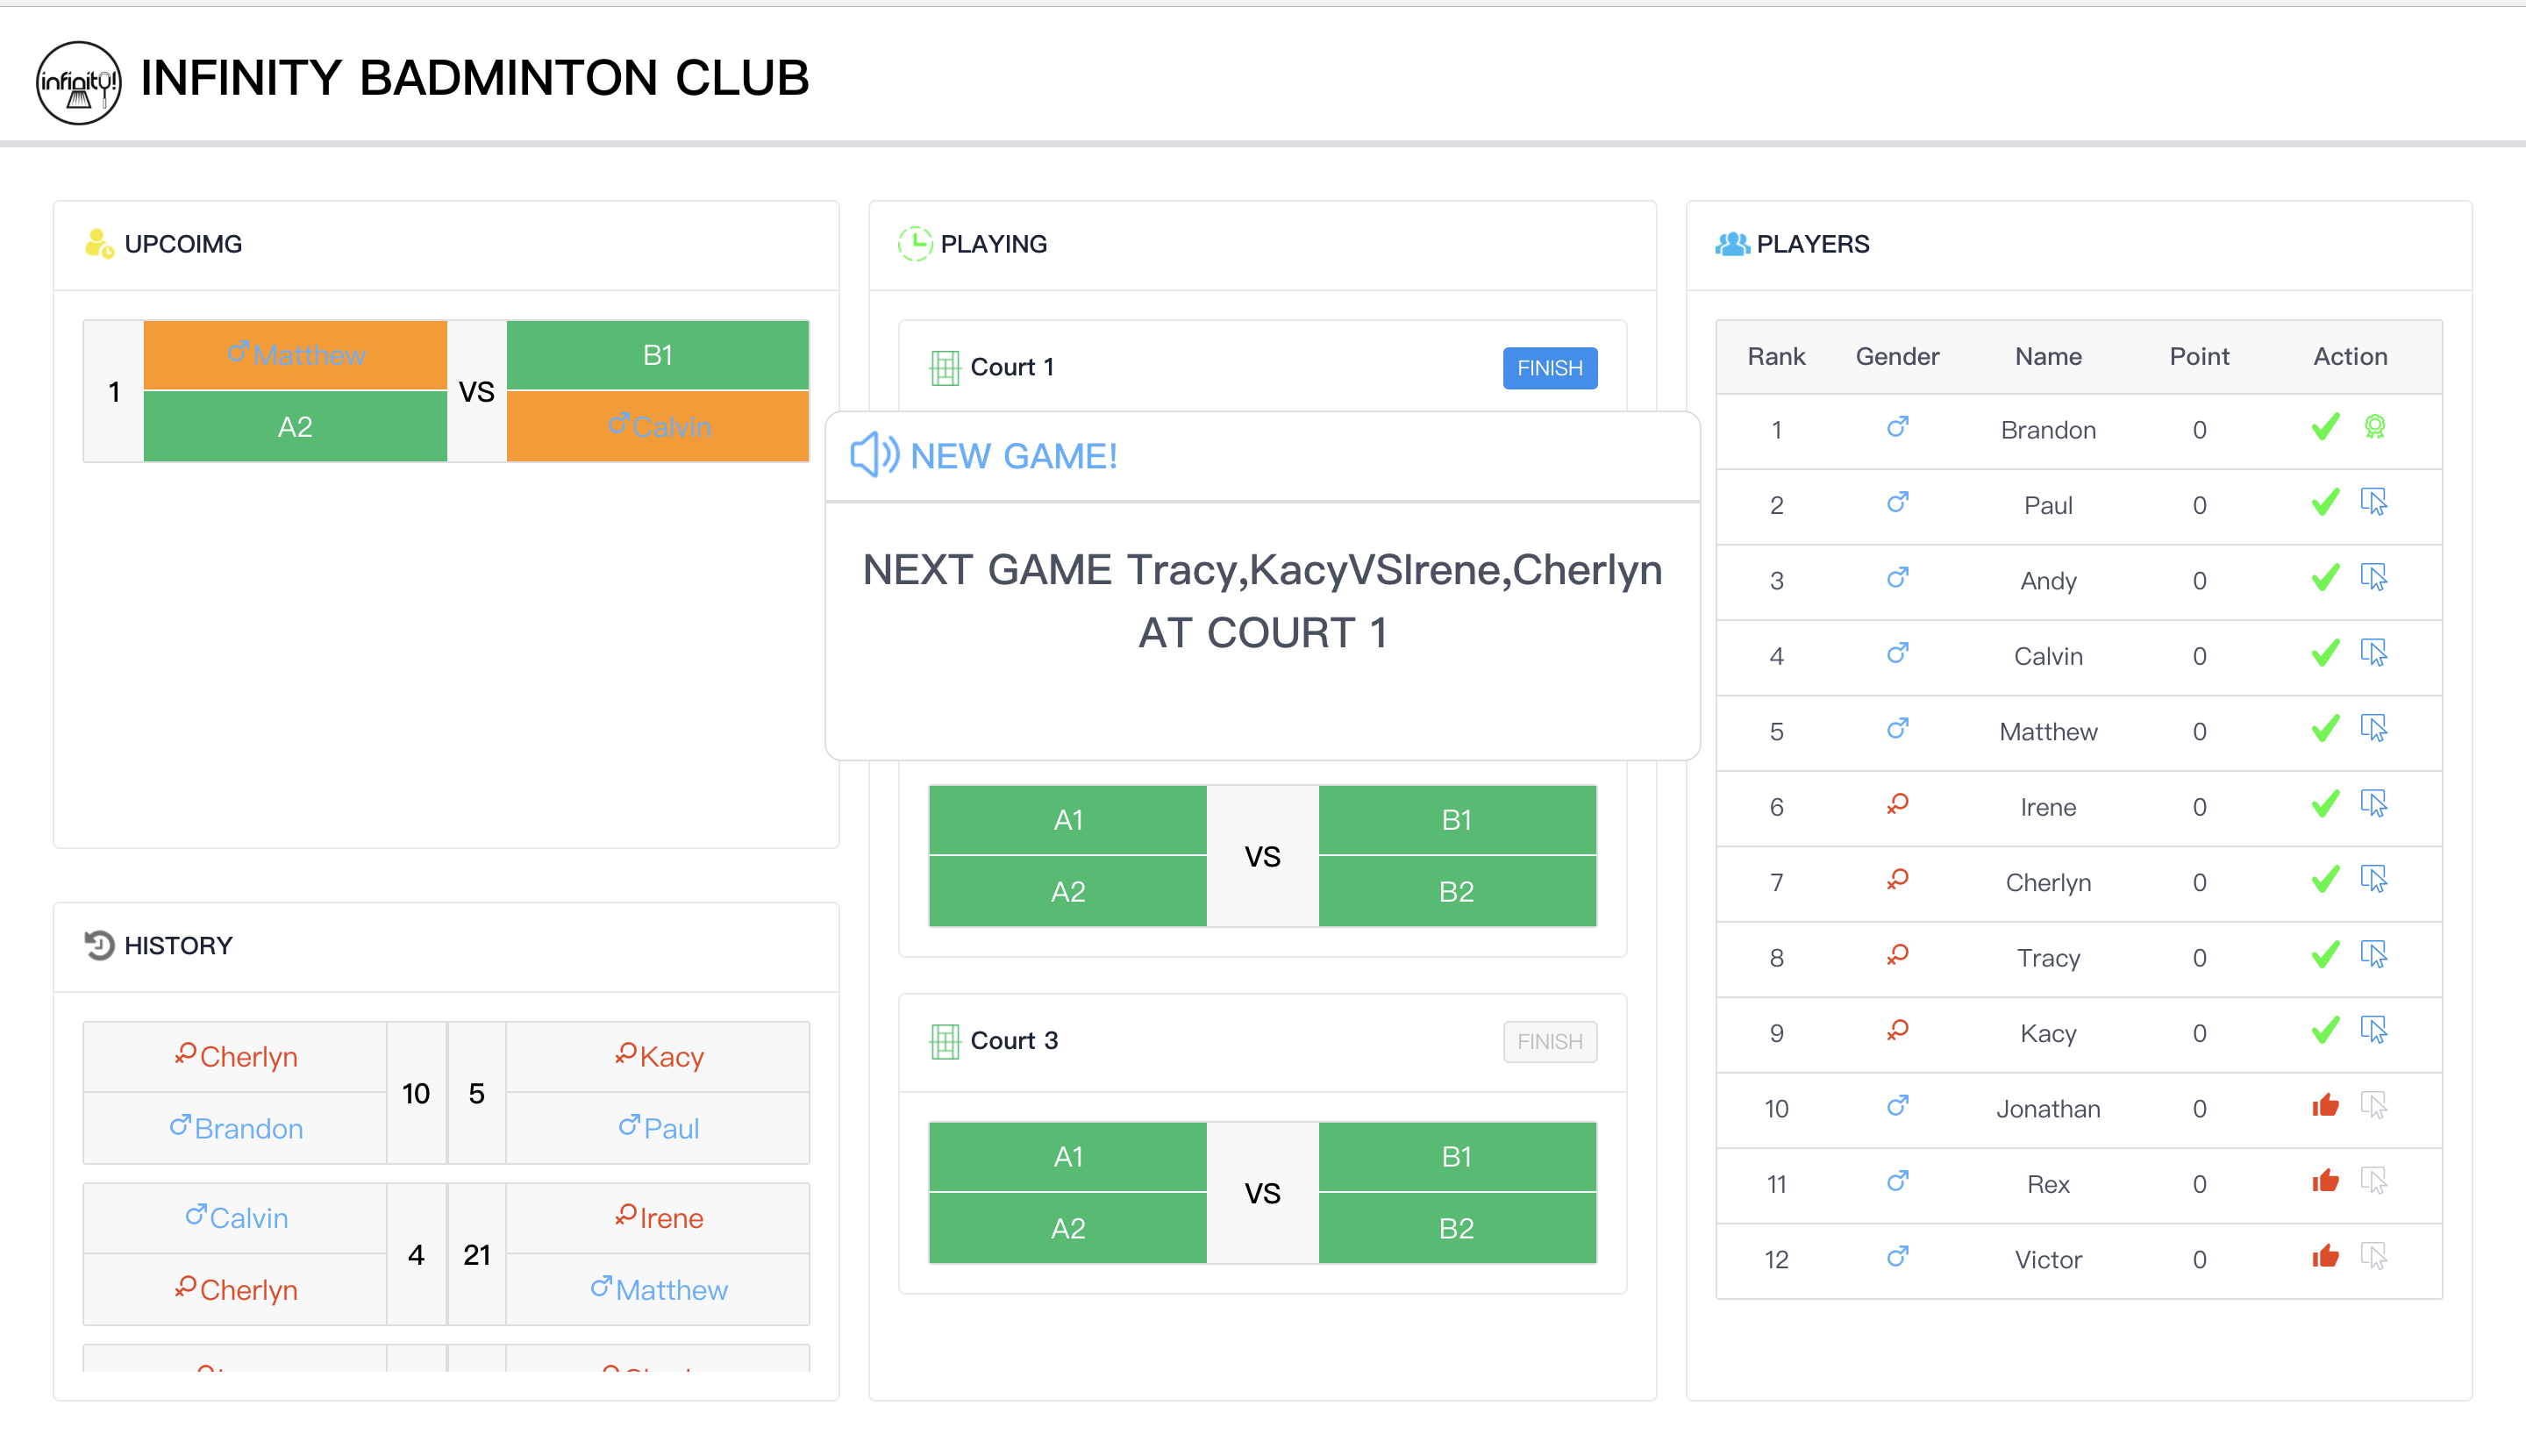 infinity!
INFINITY BADMINTON CLUB
UPCOIMG
1
Matthew
A2
VS
B1
Calvin
HISTORY
Cherlyn
Brandon
10
5
Kacy
Paul
Calvin
Cherlyn
4
21
Irene
Matthew
PLAYING
Court 1
FINISH
NEW GAME!
NEXT GAME Tracy,KacyVSIrene,Cherlyn
AT COURT 1
A1
A2
VS
B1
B2
Court 3
FINISH
A1
A2
VS
B1
B2
PLAYERS
Rank Gender Name Point Action
1 Brandon 0
2 Paul 0
3 Andy 0
4 Calvin 0
5 Matthew 0
6 Irene 0
7 Cherlyn 0
8 Tracy 0
9 Kacy 0
10 Jonathan 0
11 Rex 0
12 Victor 0